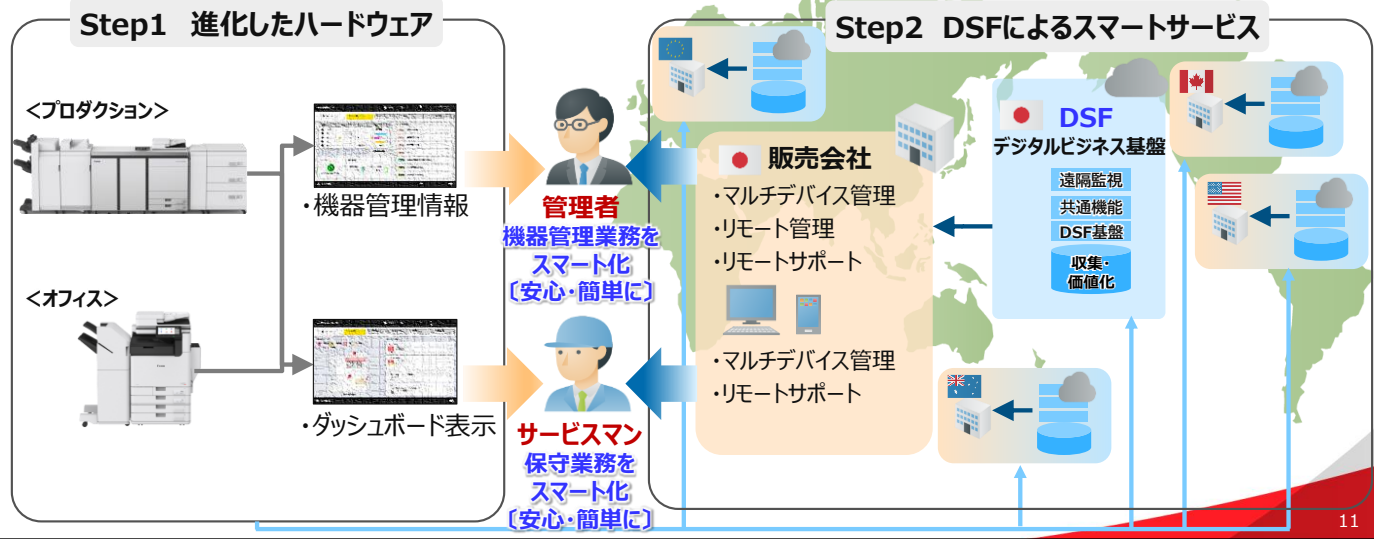 Step1 進化したハードウェア
<プロダクション>
・機器管理情報
<オフィス>
・ダッシュボード表示
管理者
機器管理業務を
スマート化
〔安心・簡単に〕
サービスマン
保守業務を
スマート化
〔安心・簡単に〕
Step2 DSFによるスマートサービス
販売会社
・マルチデバイス管理
・リモート管理
・リモートサポート
・マルチデバイス管理
・リモートサポート
DSF
デジタルビジネス基盤
遠隔監視
共通機能
DSF基盤
収集・
価値化
11